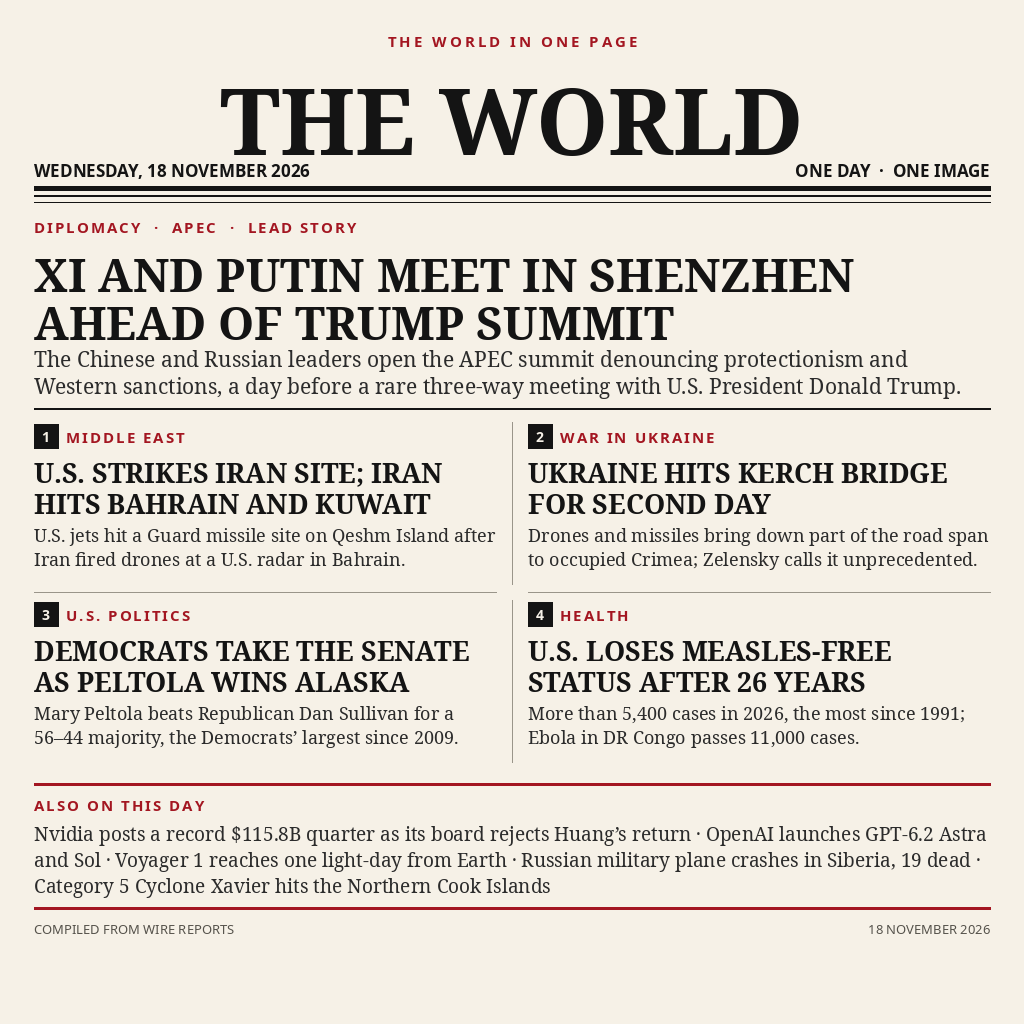 THE WORLD IN ONE PAGE
THE WORLD
WEDNESDAY, 18 NOVEMBER 2026
ONE DAY · ONE IMAGE
DIPLOMACY · APEC · LEAD STORY
XI AND PUTIN MEET IN SHENZHEN
AHEAD OF TRUMP SUMMIT
The Chinese and Russian leaders open the APEC summit denouncing protectionism and
Western sanctions, a day before a rare three-way meeting with U.S. President Donald Trump.
1 MIDDLE EAST
U.S. STRIKES IRAN SITE; IRAN
HITS BAHRAIN AND KUWAIT
U.S. jets hit a Guard missile site on Qeshm Island after
Iran fired drones at a U.S. radar in Bahrain.
2 WAR IN UKRAINE
UKRAINE HITS KERCH BRIDGE
FOR SECOND DAY
Drones and missiles bring down part of the road span
to occupied Crimea; Zelensky calls it unprecedented.
3 U.S. POLITICS
DEMOCRATS TAKE THE SENATE
AS PELTOLA WINS ALASKA
Mary Peltola beats Republican Dan Sullivan for a
56–44 majority, the Democrats’ largest since 2009.
4 HEALTH
U.S. LOSES MEASLES-FREE
STATUS AFTER 26 YEARS
More than 5,400 cases in 2026, the most since 1991;
Ebola in DR Congo passes 11,000 cases.
ALSO ON THIS DAY
Nvidia posts a record $115.8B quarter as its board rejects Huang’s return · OpenAI launches GPT-6.2 Astra
and Sol · Voyager 1 reaches one light-day from Earth · Russian military plane crashes in Siberia, 19 dead ·
Category 5 Cyclone Xavier hits the Northern Cook Islands
COMPILED FROM WIRE REPORTS
18 NOVEMBER 2026